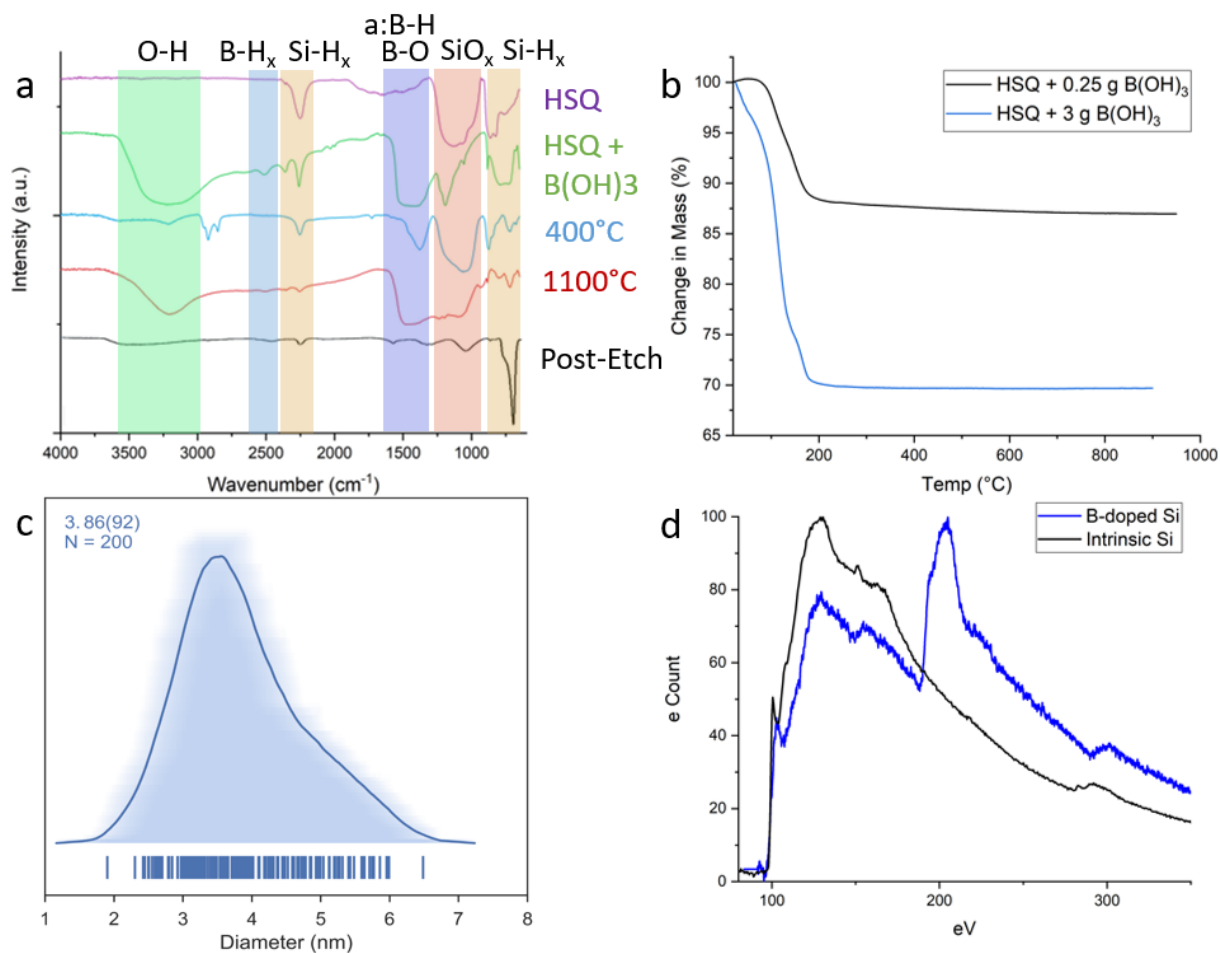 a:B-H
O-H B-Hx Si-Hx B-O SiOx Si-Hx
a
HSQ
HSQ +
B(OH)3
400°C
1100°C
Post-Etch
Intensity (a.u.)
4000 3500 3000 2500 2000 1500 1000
Wavenumber (cm-1)
b
HSQ + 0.25 g B(OH)3
HSQ + 3 g B(OH)3
Change in Mass (%)
100
95
90
85
80
75
70
65
200 400 600 800 1000
Temp (°C)
c
3.86(92)
N = 200
1 2 3 4 5 6 7 8
Diameter (nm)
d
B-doped Si
Intrinsic Si
e Count
100
80
60
40
20
0
100 200 300
eV